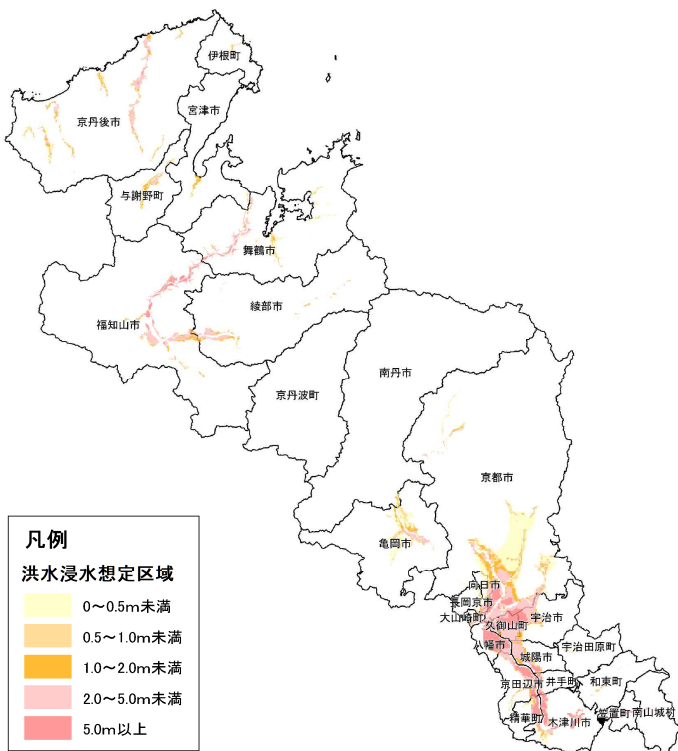 伊根町
宮津市
京丹後市
与謝野町
舞鶴市
綾部市
福知山市
南丹市
京丹波町
京都市
亀岡市
向日市
長岡京市
大山崎町
宇治市
久御山町
八幡市
宇治田原町
城陽市
井手町
和東町
京田辺市
精華町
木津川市
笠置町
南山城村
凡例
洪水浸水想定区域
0～0.5m未満
0.5～1.0m未満
1.0～2.0m未満
2.0～5.0m未満
5.0m以上